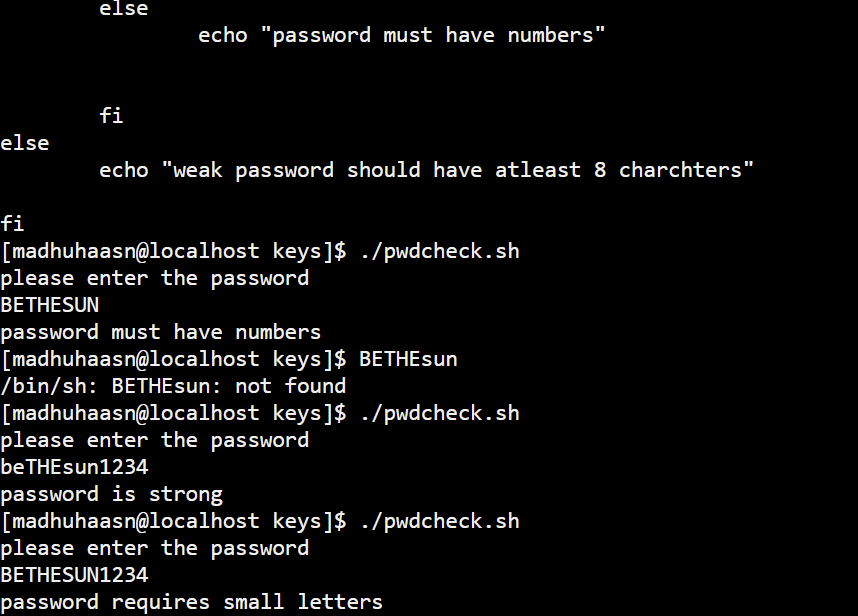 else
echo "password must have numbers"
fi
else
echo "weak password should have atleast 8 charchters"
fi
[madhuhaasn@localhost keys]$ ./pwdcheck.sh
please enter the password
BETHESUN
password must have numbers
[madhuhaasn@localhost keys]$ BETHEsun
/bin/sh: BETHEsun: not found
[madhuhaasn@localhost keys]$ ./pwdcheck.sh
please enter the password
beTHEsun1234
password is strong
[madhuhaasn@localhost keys]$ ./pwdcheck.sh
please enter the password
BETHESUN1234
password requires small letters